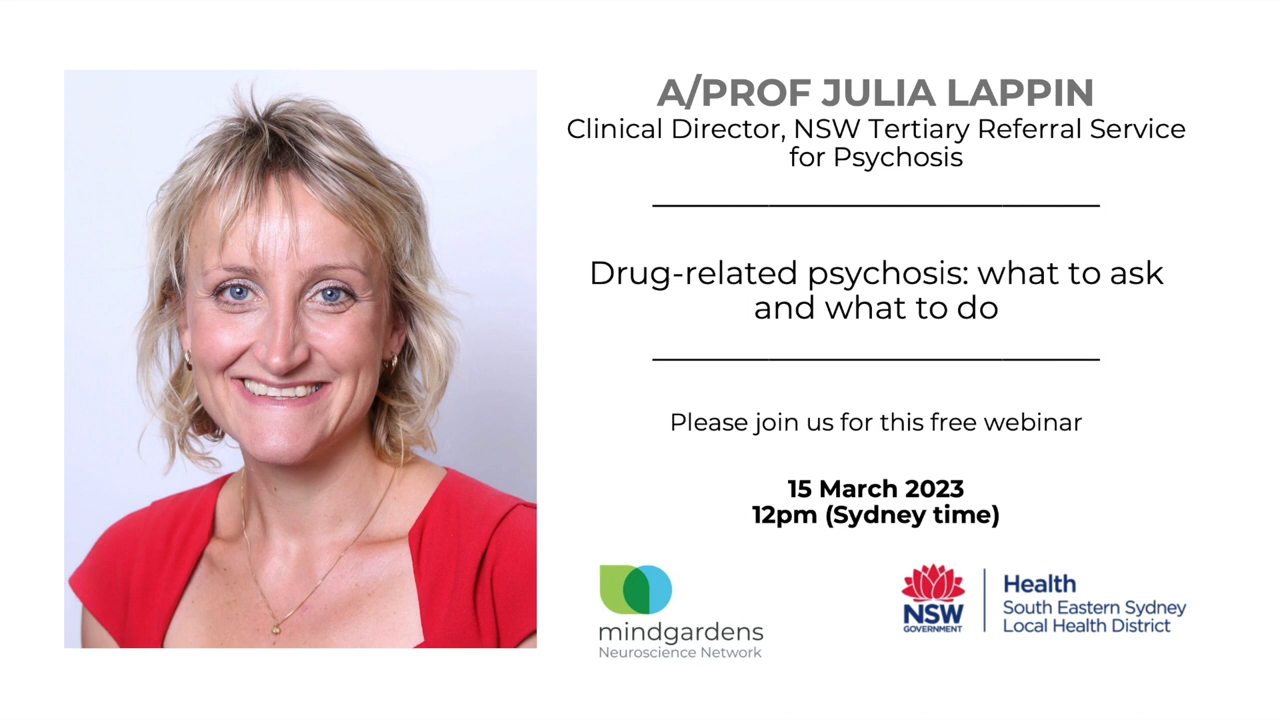 A/PROF JULIA LAPPIN
Clinical Director, NSW Tertiary Referral Service
for Psychosis
Drug-related psychosis: what to ask
and what to do
Please join us for this free webinar
15 March 2023
12pm (Sydney time)
mindgardens
Neuroscience Network
NSW
GOVERNMENT
Health
South Eastern Sydney
Local Health District